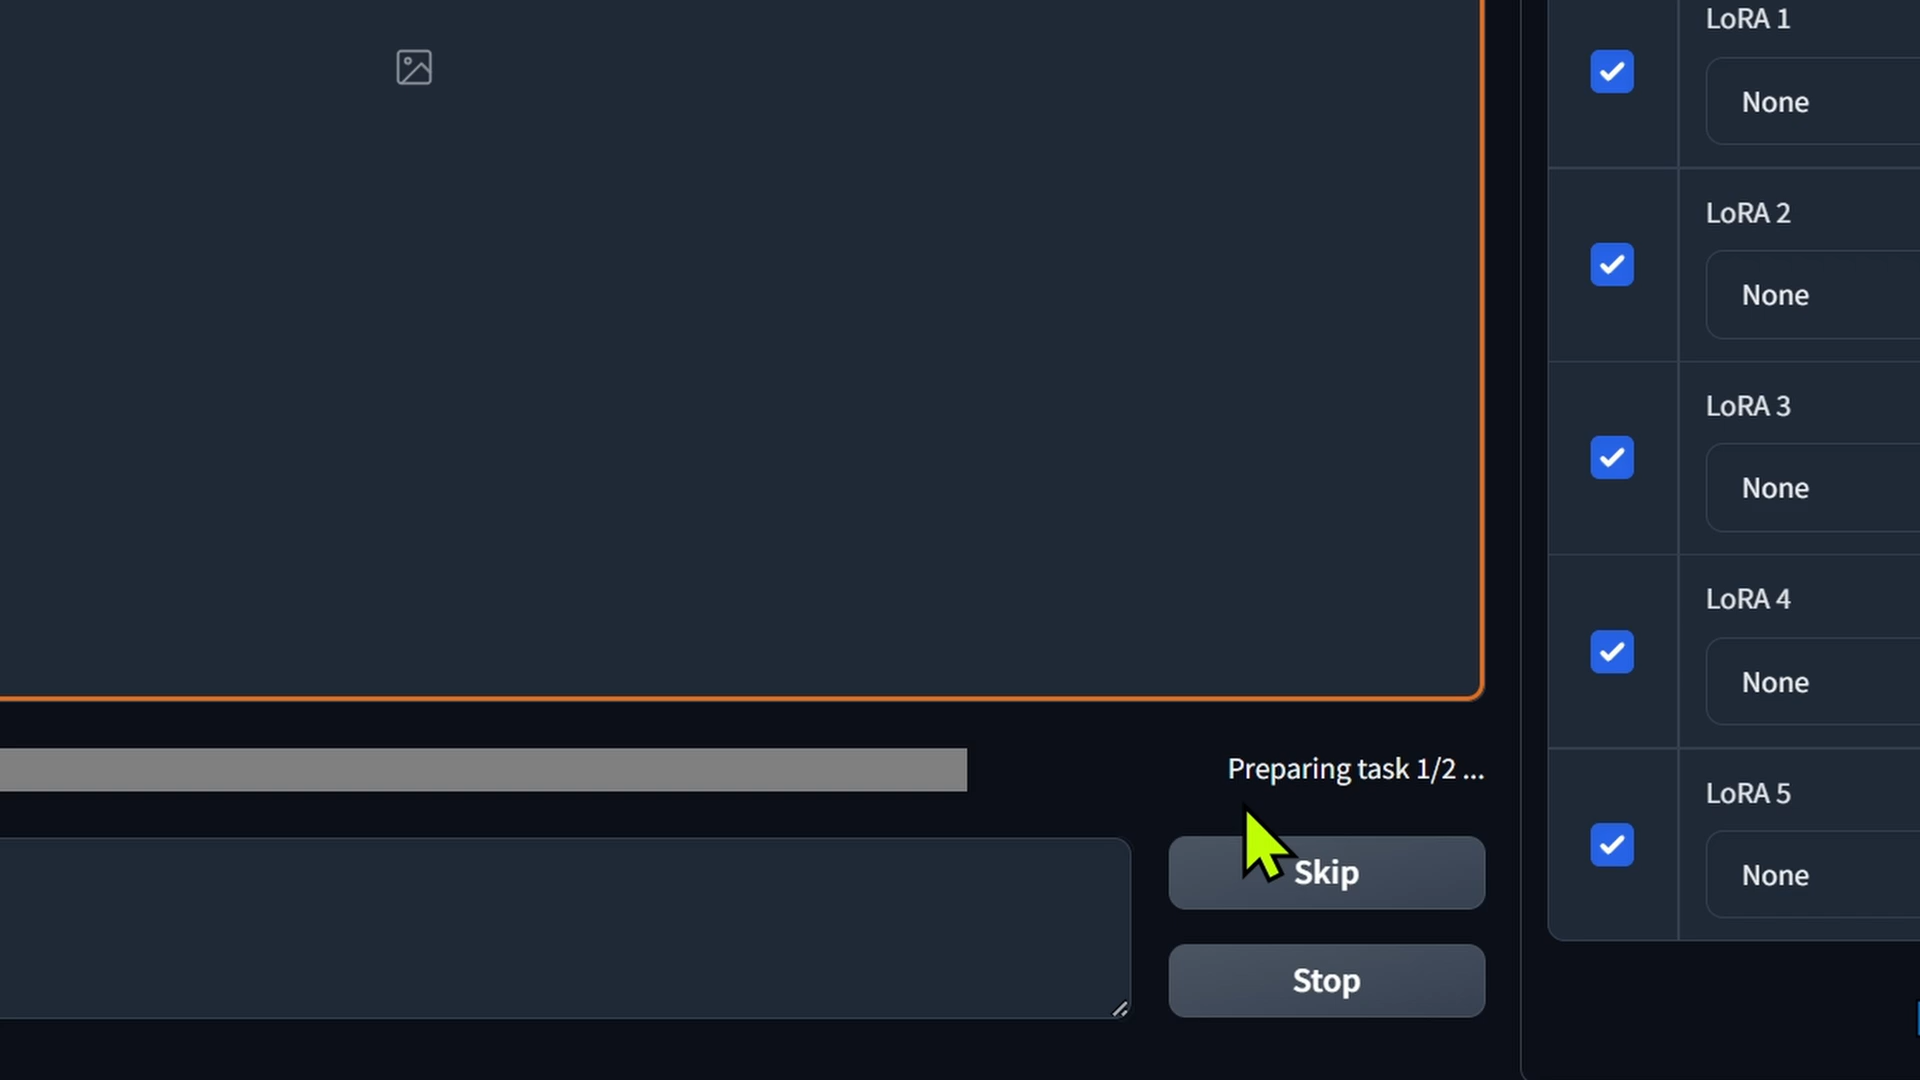 LoRA 1
None
LoRA 2
None
LoRA 3
None
LoRA 4
None
Preparing task 1/2 ...
LoRA 5
Skip
None
Stop